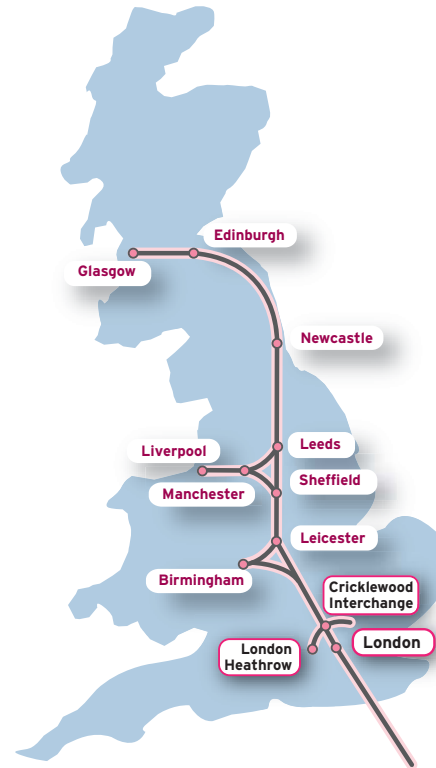 Edinburgh
Glasgow
Newcastle
Leeds
Liverpool
Sheffield
Manchester
Leicester
Birmingham
Cricklewood
Interchange
London
London
Heathrow